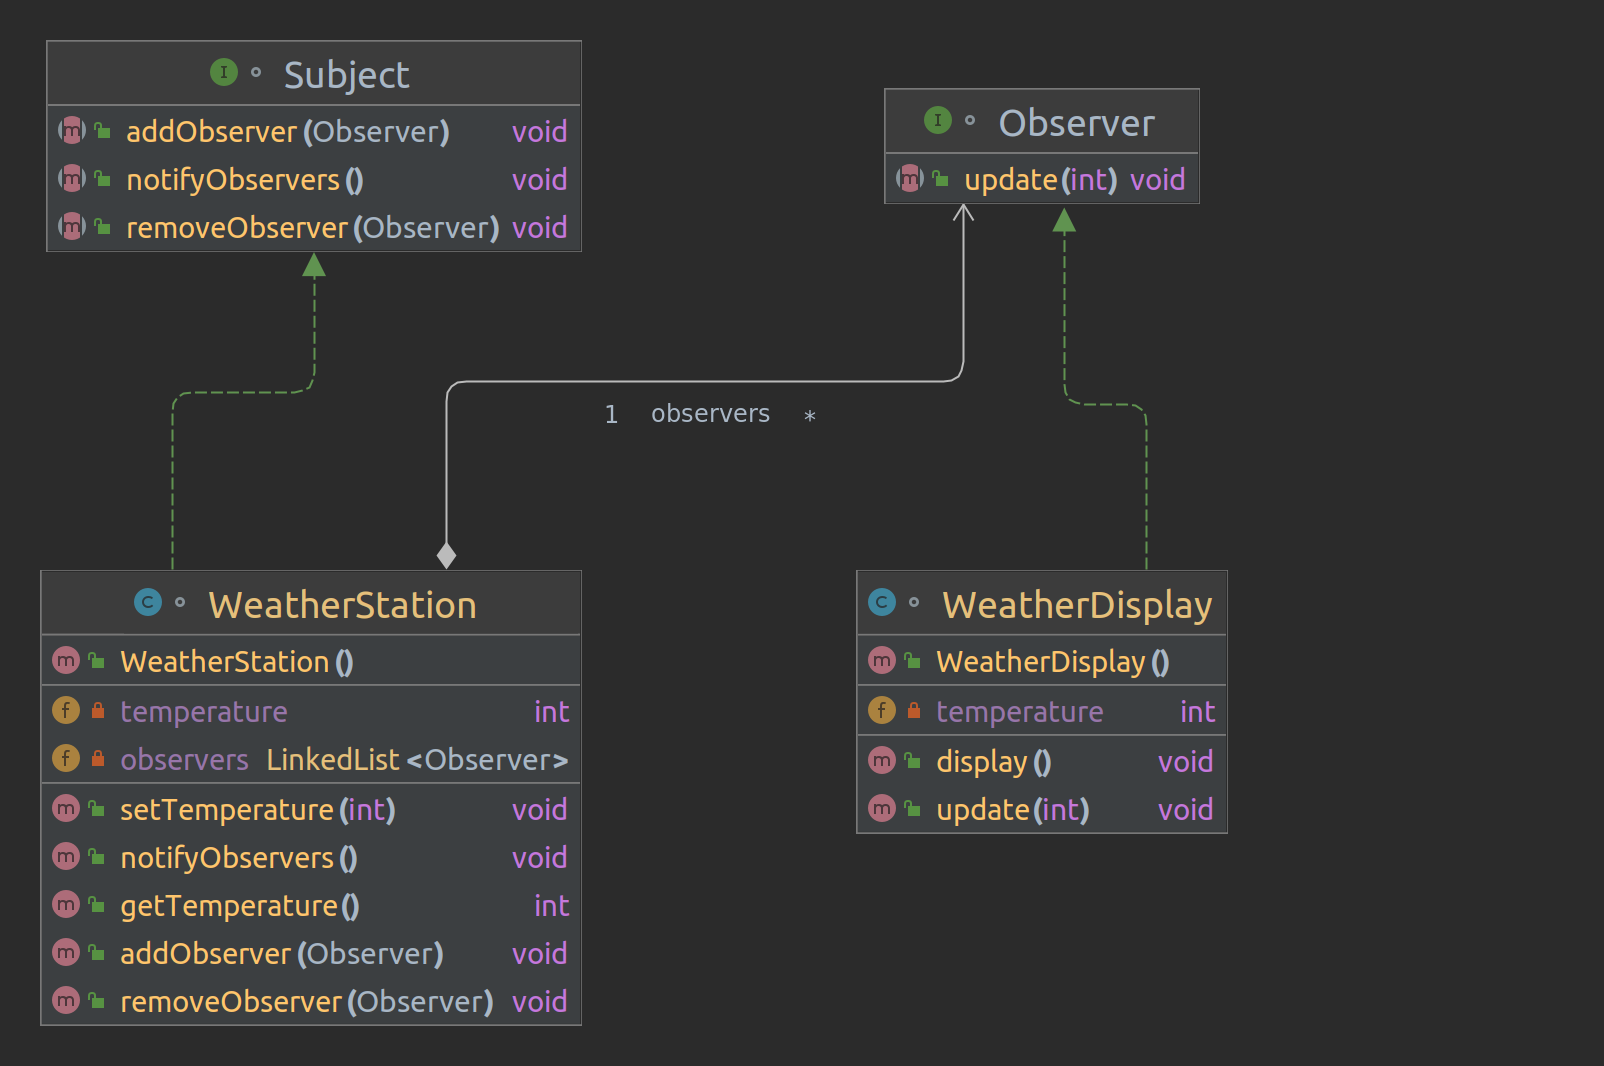 Subject
addObserver(Observer) void
notifyObservers() void
removeObserver(Observer) void
Observer
update(int) void
1 observers *
WeatherStation
WeatherStation()
temperature int
observers LinkedList<Observer>
setTemperature(int) void
notifyObservers() void
getTemperature() int
addObserver(Observer) void
removeObserver(Observer) void
WeatherDisplay
WeatherDisplay()
temperature int
display() void
update(int) void